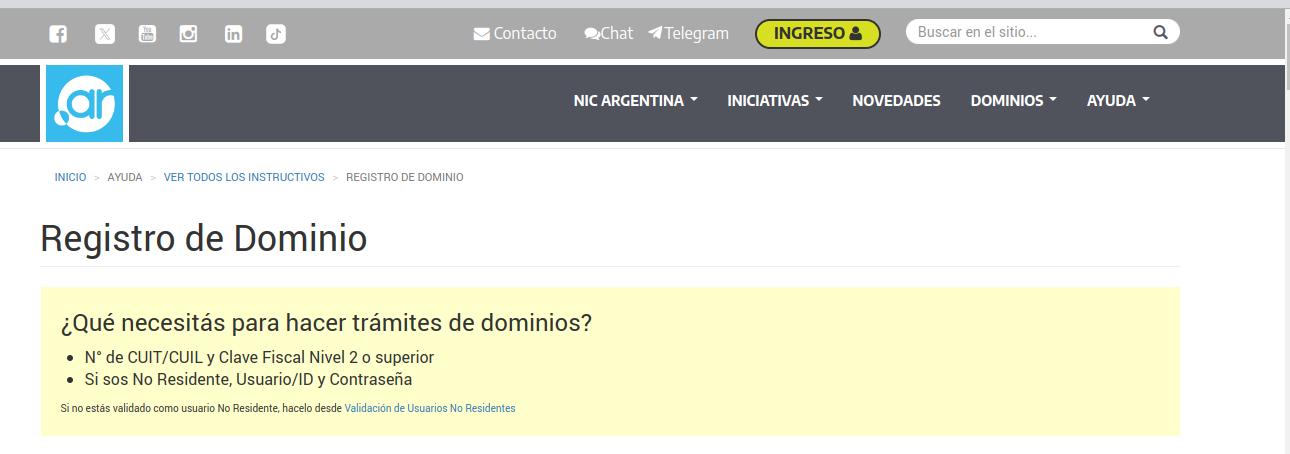 Contacto Chat Telegram INGRESO Buscar en el sitio...
.ar NIC ARGENTINA INICIATIVAS NOVEDADES DOMINIOS AYUDA
INICIO > AYUDA > VER TODOS LOS INSTRUCTIVOS > REGISTRO DE DOMINIO
Registro de Dominio
¿Qué necesitás para hacer trámites de dominios?
• N° de CUIT/CUIL y Clave Fiscal Nivel 2 o superior
• Si sos No Residente, Usuario/ID y Contraseña
Si no estás validado como usuario No Residente, hacelo desde Validación de Usuarios No Residentes